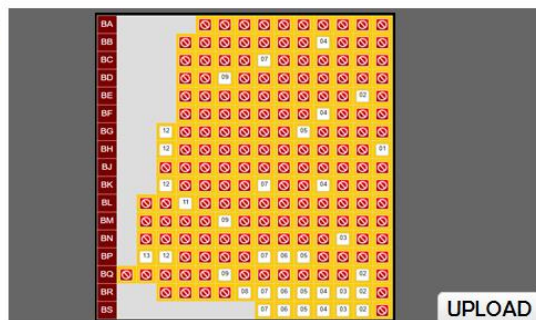 BA
BB 04
BC 07
BD 09
BE 02
BF 04
BG 12 05
BH 12 01
BJ
BK 12 07 04
BL 11
BM 09
BN 03
BP 13 12 07 06 05
BQ 09 02
BR 08 07 06 05 04 03 02
BS 07 06 05 04 03 02
UPLOAD